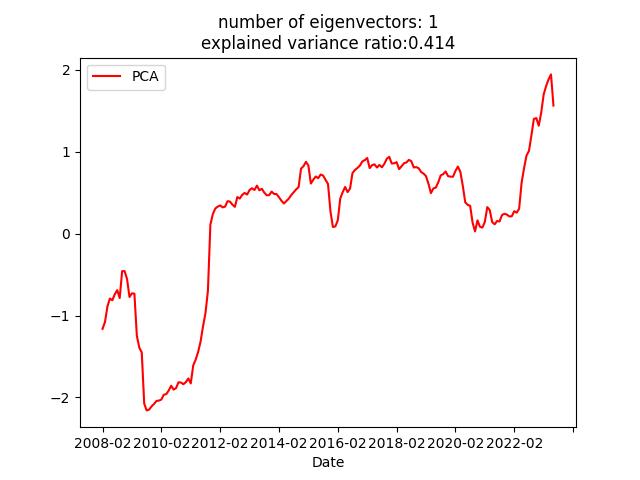 number of eigenvectors: 1
explained variance ratio:0.414
PCA
2
1
0
−1
−2
2008-02 2010-02 2012-02 2014-02 2016-02 2018-02 2020-02 2022-02
Date